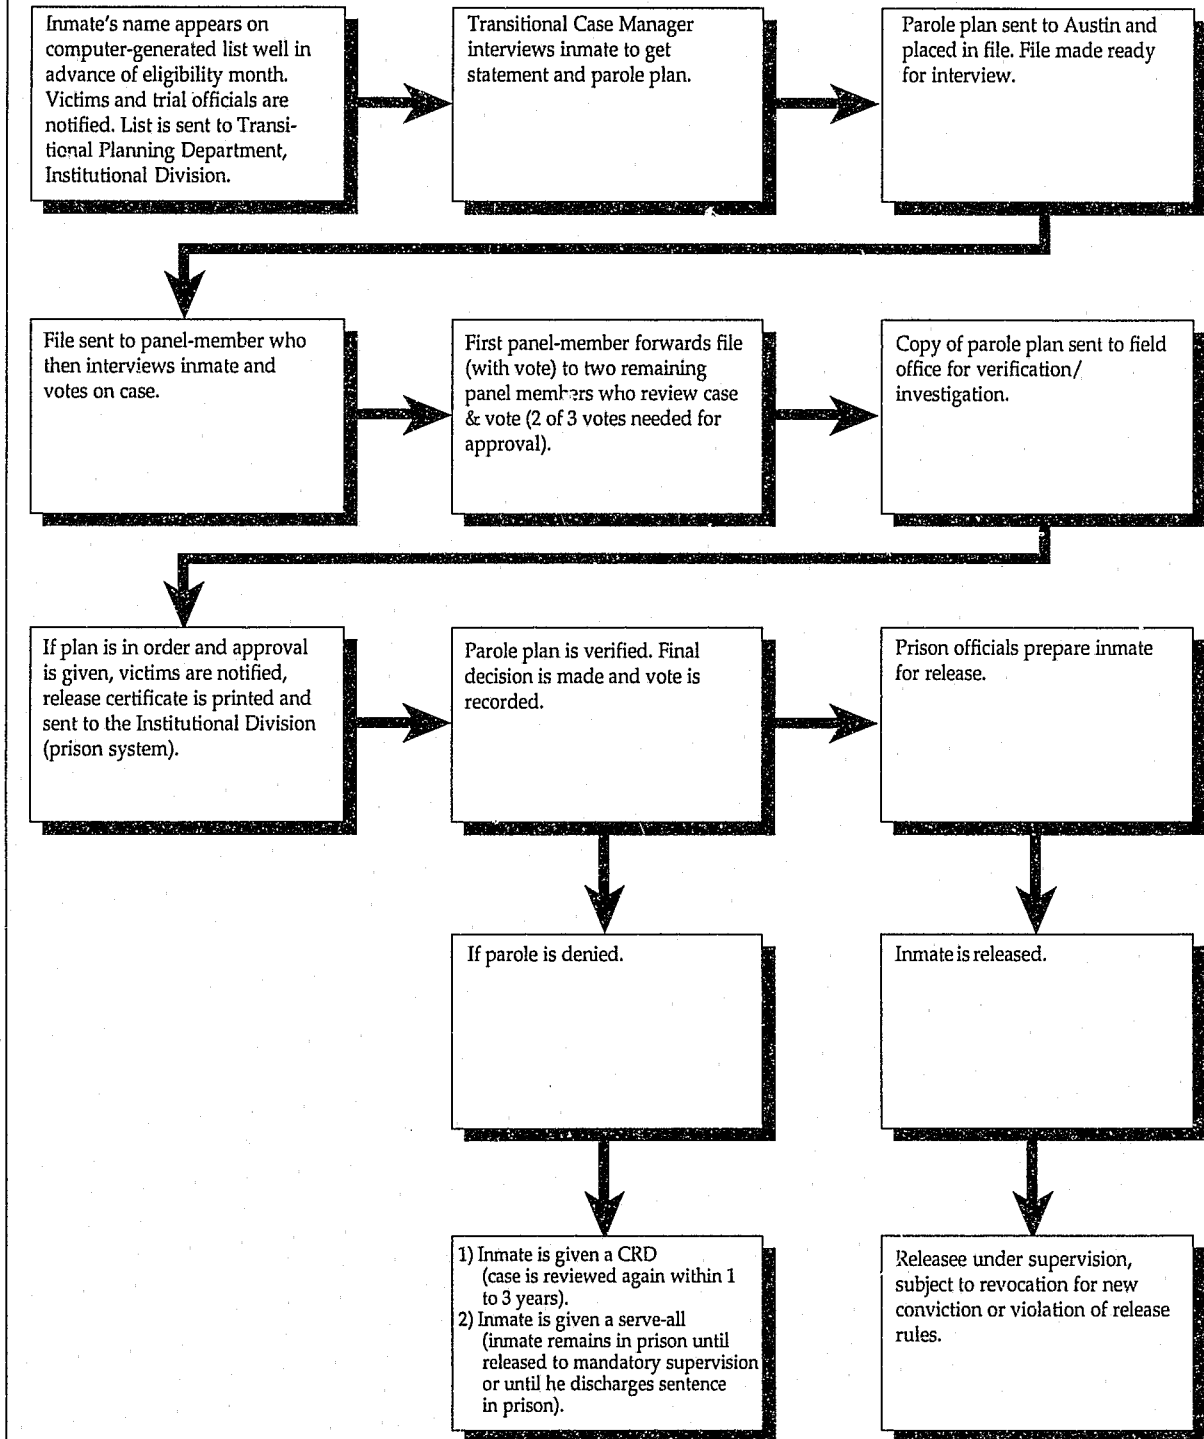 Inmate's name appears on
computer-generated list well in
advance of eligibility month.
Victims and trial officials are
notified. List is sent to Transi-
tional Planning Department,
Institutional Division.
Transitional Case Manager
interviews inmate to get
statement and parole plan.
Parole plan sent to Austin and
placed in file. File made ready
for interview.
File sent to panel-member who
then interviews inmate and
votes on case.
First panel-member forwards file
(with vote) to two remaining
panel members who review case
& vote (2 of 3 votes needed for
approval).
Copy of parole plan sent to field
office for verification/
investigation.
If plan is in order and approval
is given, victims are notified,
release certificate is printed and
sent to the Institutional Division
(prison system).
Parole plan is verified. Final
decision is made and vote is
recorded.
Prison officials prepare inmate
for release.
If parole is denied.
Inmate is released.
1) Inmate is given a CRD
(case is reviewed again within 1
to 3 years).
2) Inmate is given a serve-all
(inmate remains in prison until
released to mandatory supervision
or until he discharges sentence
in prison).
Releasee under supervision,
subject to revocation for new
conviction or violation of release
rules.